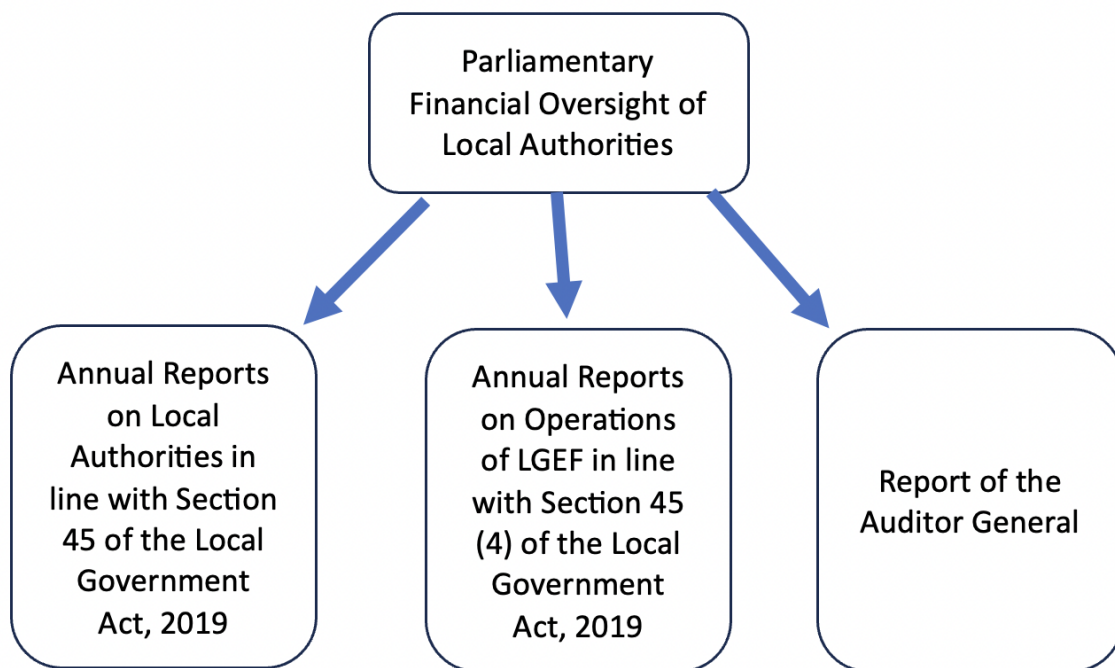 Parliamentary
Financial Oversight of
Local Authorities
Annual Reports
on Local
Authorities in
line with Section
45 of the Local
Government
Act, 2019
Annual Reports
on Operations
of LGEF in line
with Section 45
(4) of the Local
Government
Act, 2019
Report of the
Auditor General